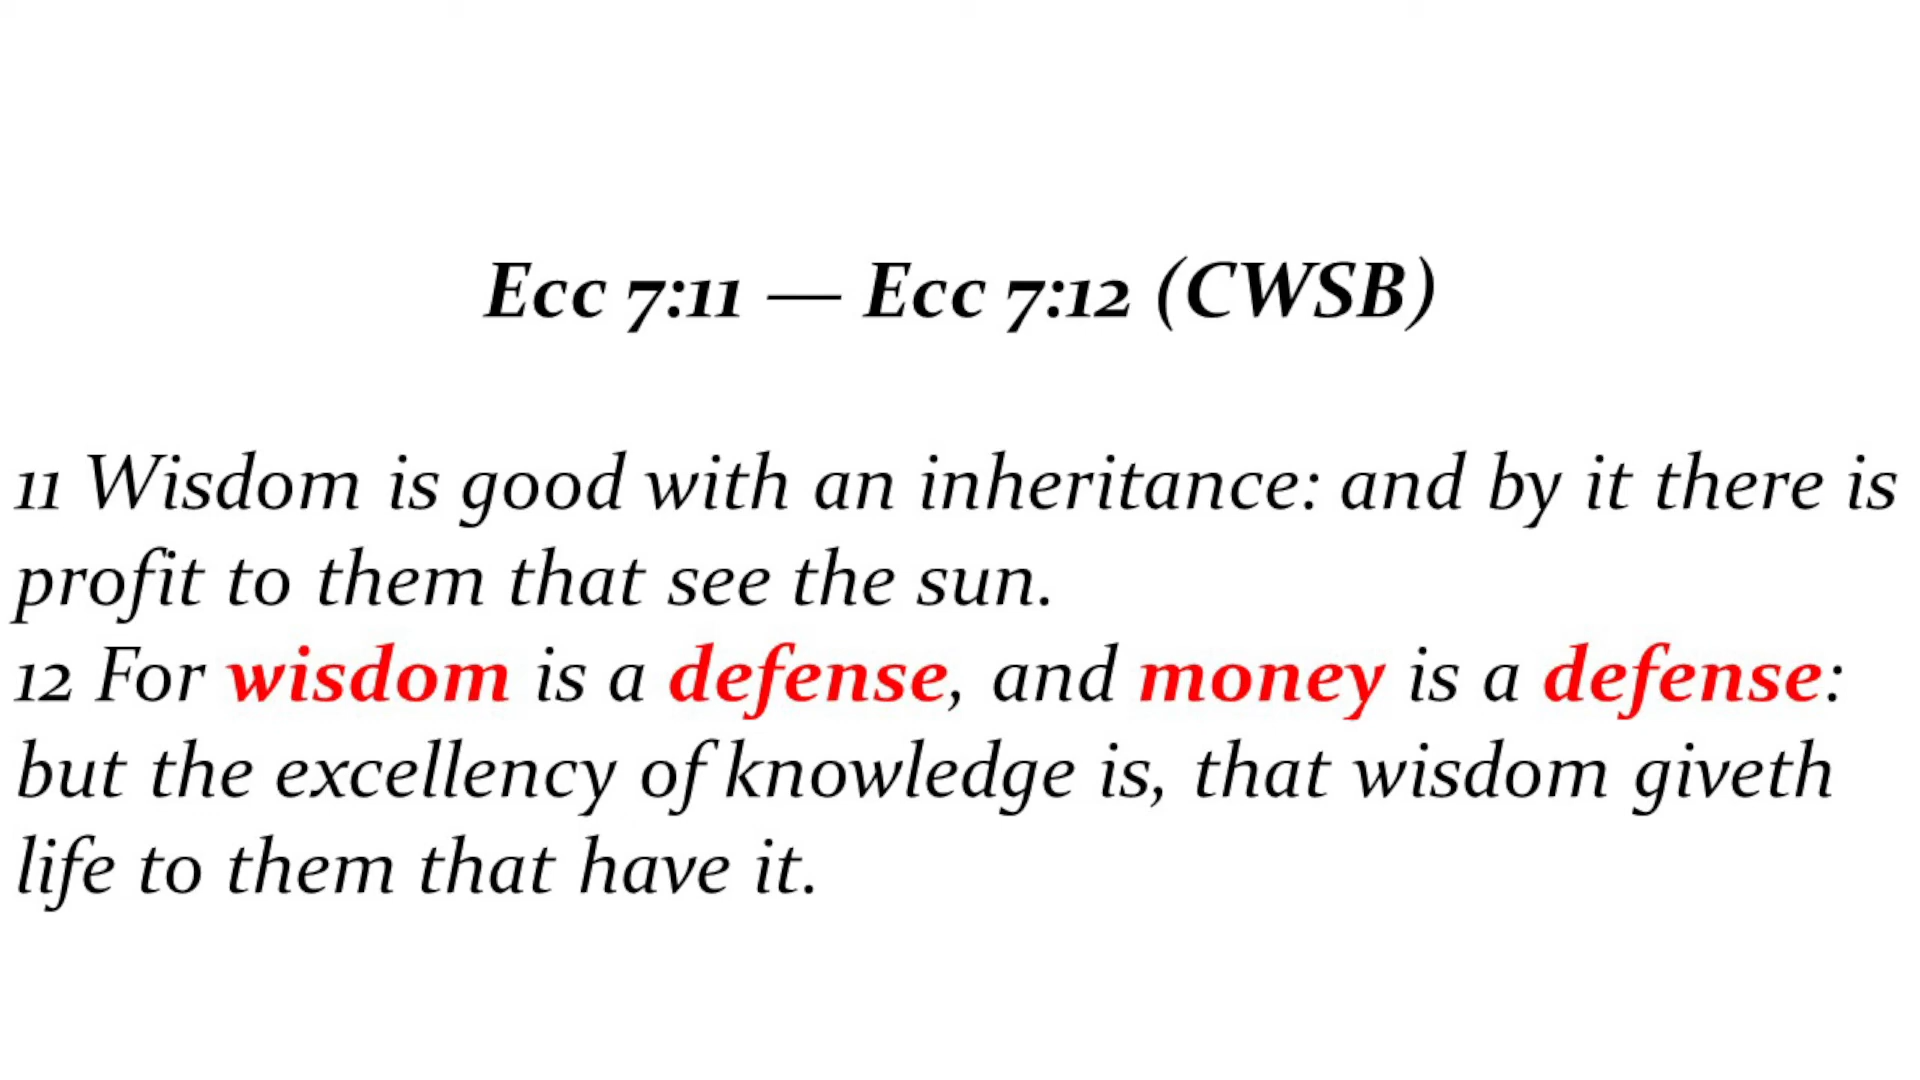 Ecc 7:11 — Ecc 7:12 (CWSB)
11 Wisdom is good with an inheritance: and by it there is
profit to them that see the sun.
12 For wisdom is a defense, and money is a defense:
but the excellency of knowledge is, that wisdom giveth
life to them that have it.